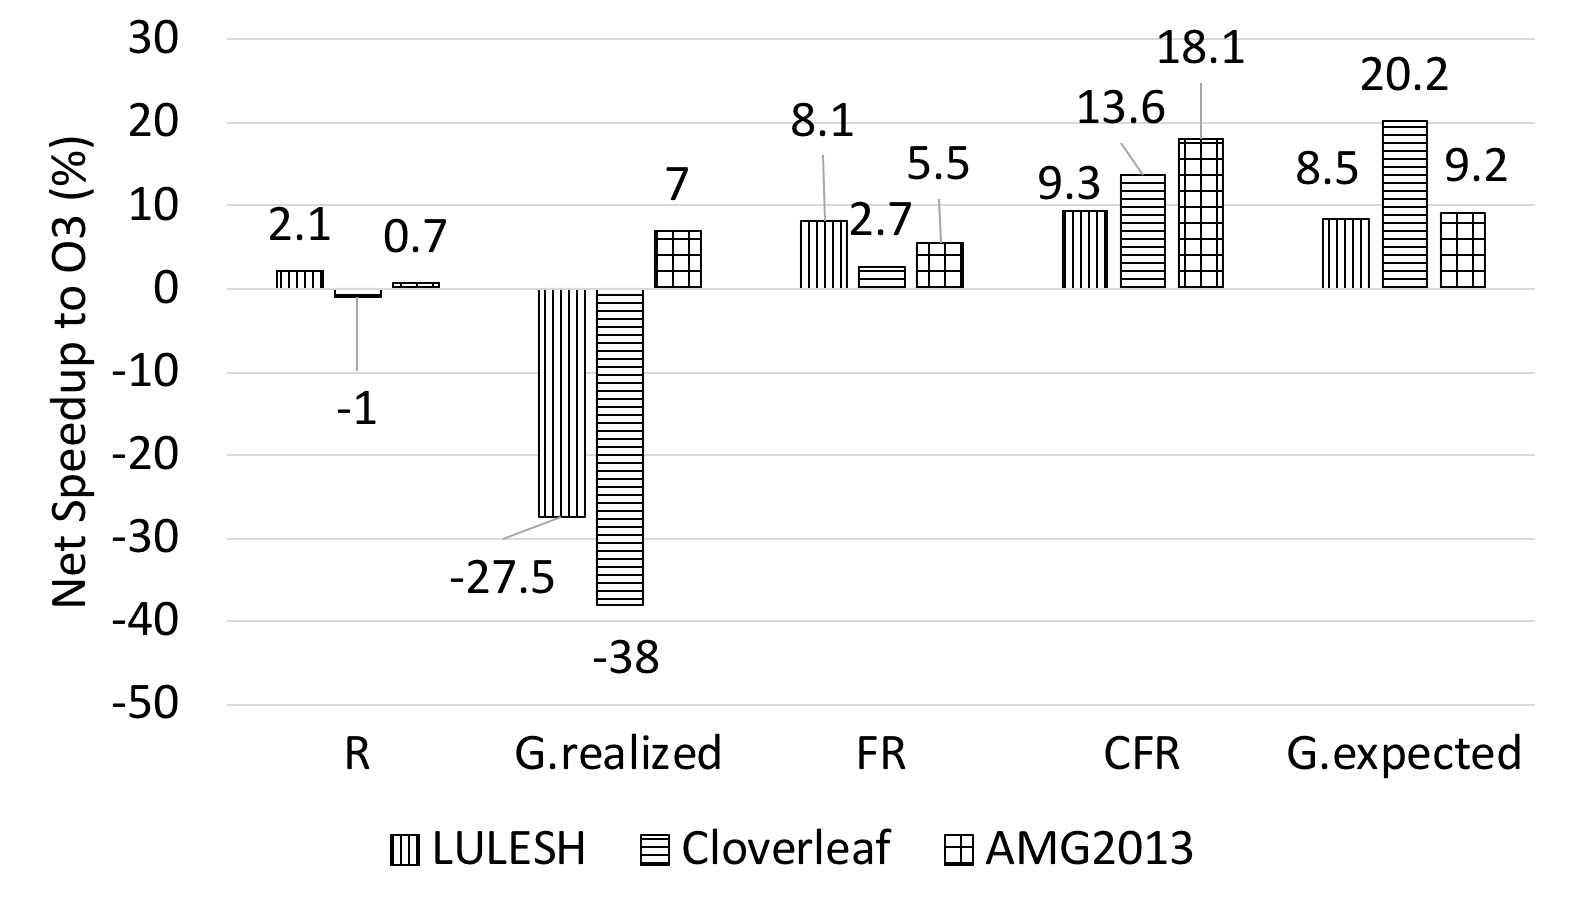 Net Speedup to O3 (%)
30
20
10
0
-10
-20
-30
-40
-50
2.1
-1
0.7
-27.5
-38
7
8.1
2.7
5.5
9.3
13.6
18.1
8.5
20.2
9.2
R
G.realized
FR
CFR
G.expected
LULESH
Cloverleaf
AMG2013